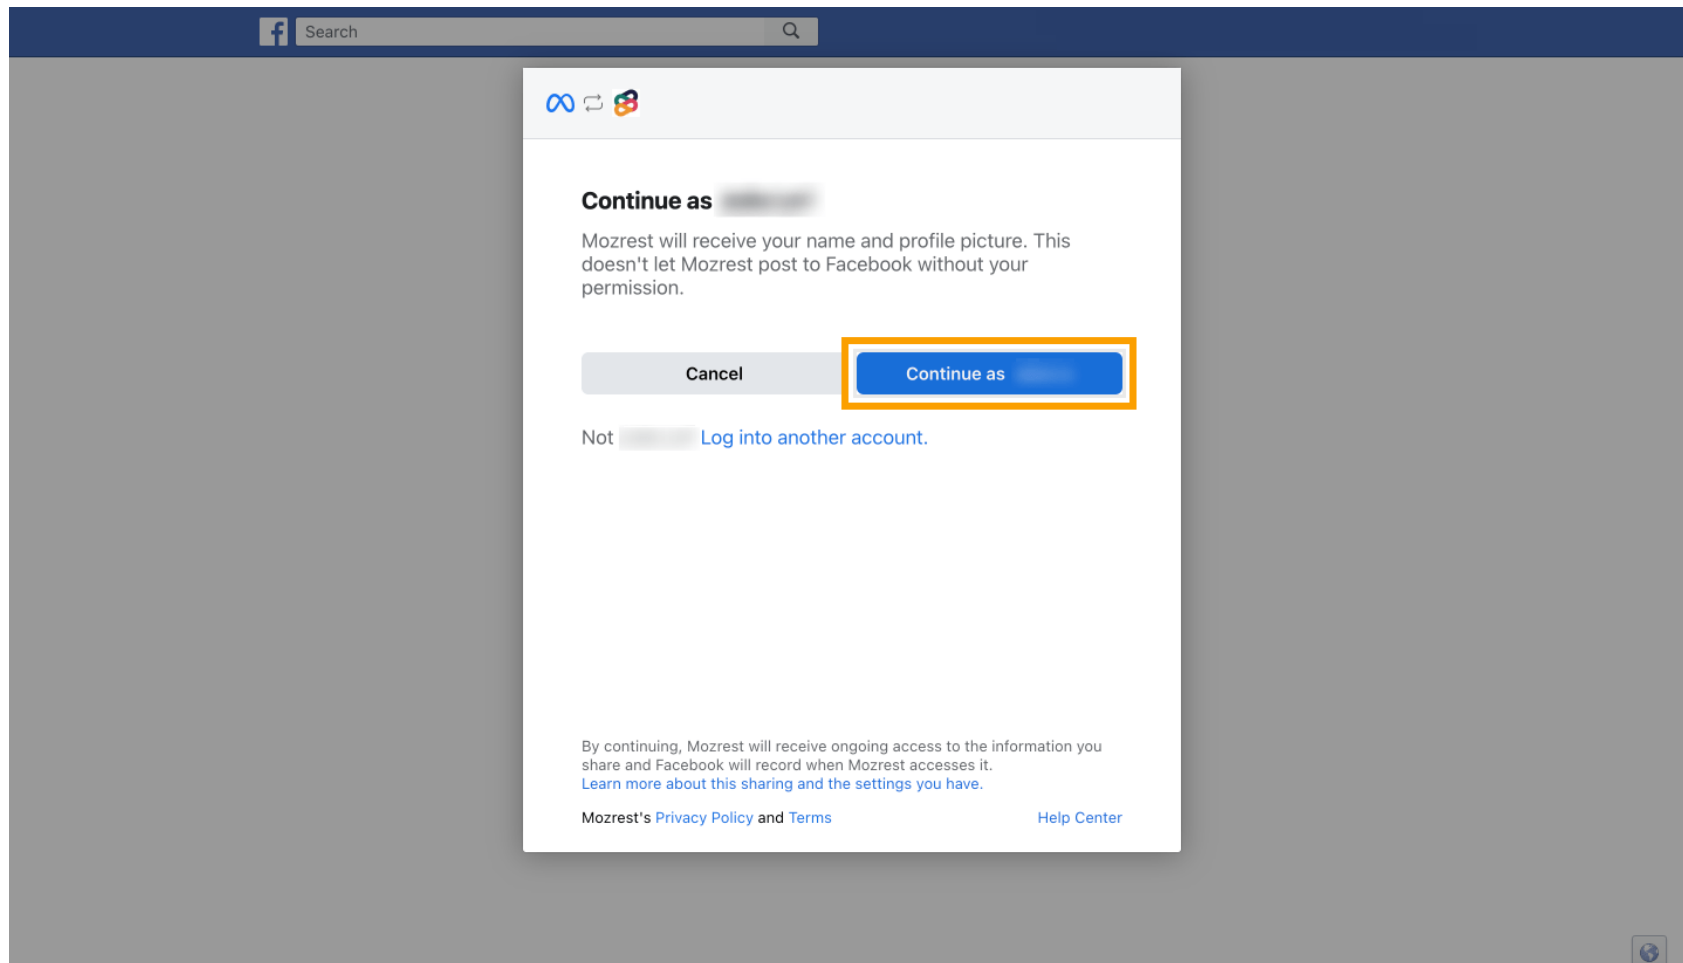 Search
Continue as
Mozrest will receive your name and profile picture. This
doesn't let Mozrest post to Facebook without your
permission.
Cancel
Continue as
Not Log into another account.
By continuing, Mozrest will receive ongoing access to the information you
share and Facebook will record when Mozrest accesses it.
Learn more about this sharing and the settings you have.
Mozrest's Privacy Policy and Terms
Help Center